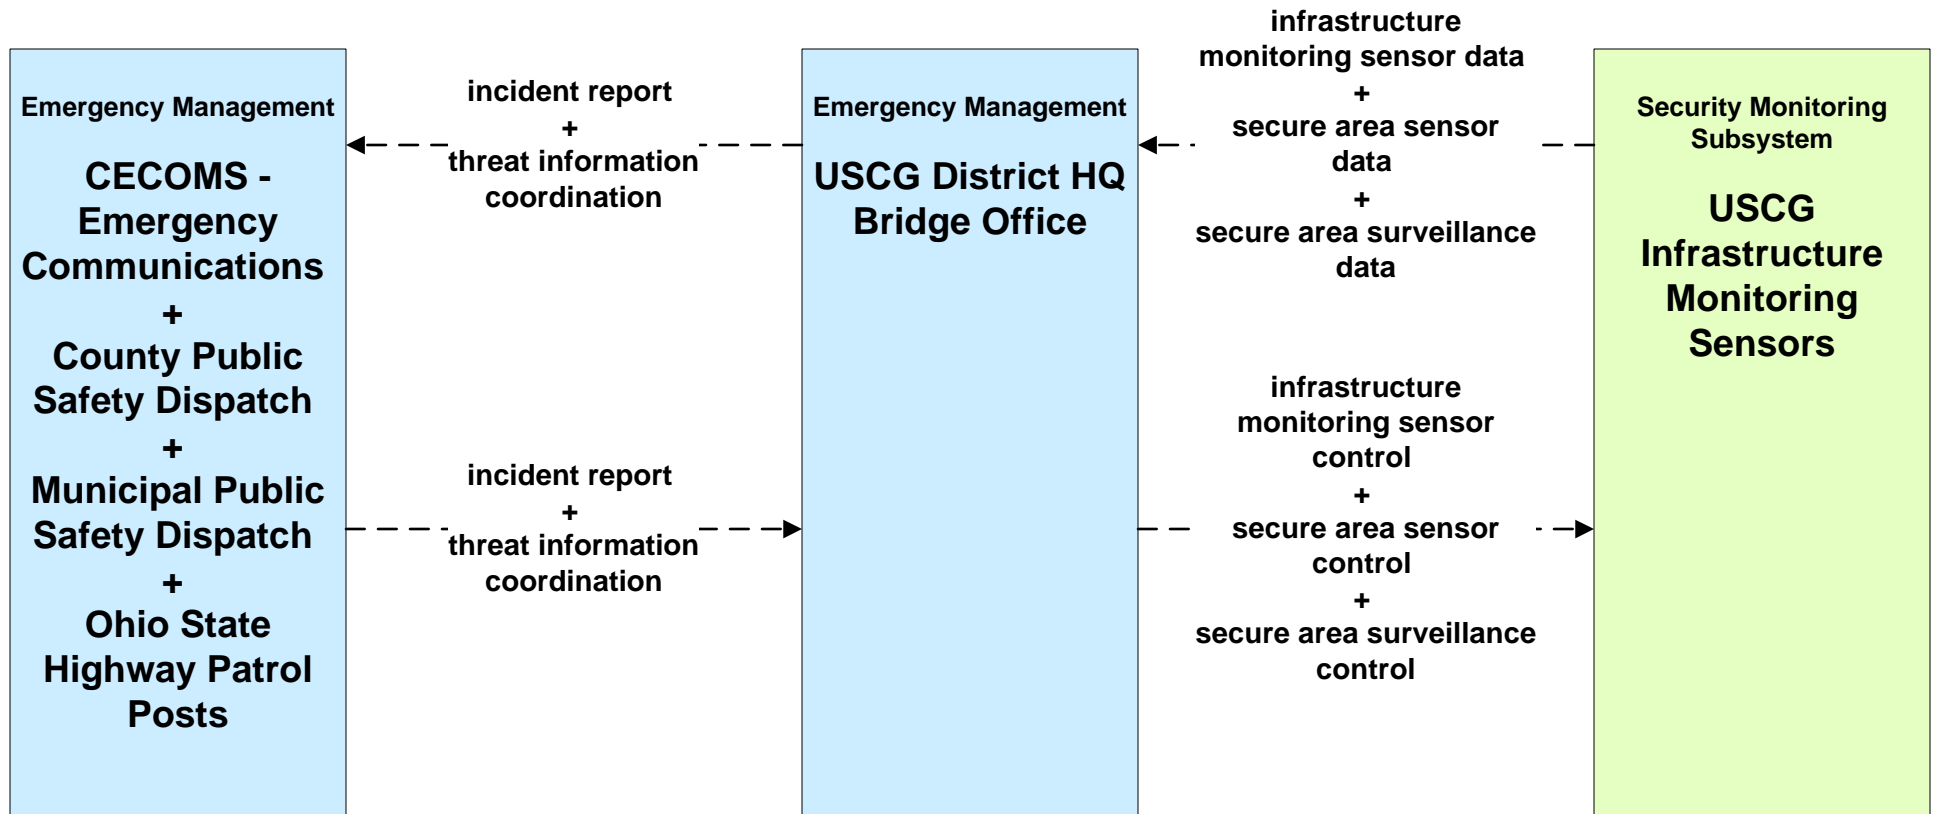 Emergency Management
CECOMS -
Emergency
Communications
+
County Public
Safety Dispatch
+
Municipal Public
Safety Dispatch
+
Ohio State
Highway Patrol
Posts
incident report
+
threat information
coordination
incident report
+
threat information
coordination
Emergency Management
USCG District HQ
Bridge Office
infrastructure
monitoring sensor data
+
secure area sensor
data
+
secure area surveillance
data
infrastructure
monitoring sensor
control
+
secure area sensor
control
+
secure area surveillance
control
Security Monitoring
Subsystem
USCG
Infrastructure
Monitoring
Sensors